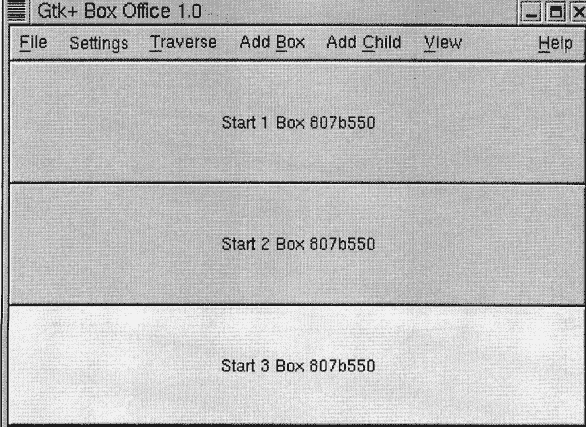 Gtk+ Box Office 1.0
File Settings Traverse Add Box Add Child View Help
Start 1 Box 807b550
Start 2 Box 807b550
Start 3 Box 807b550